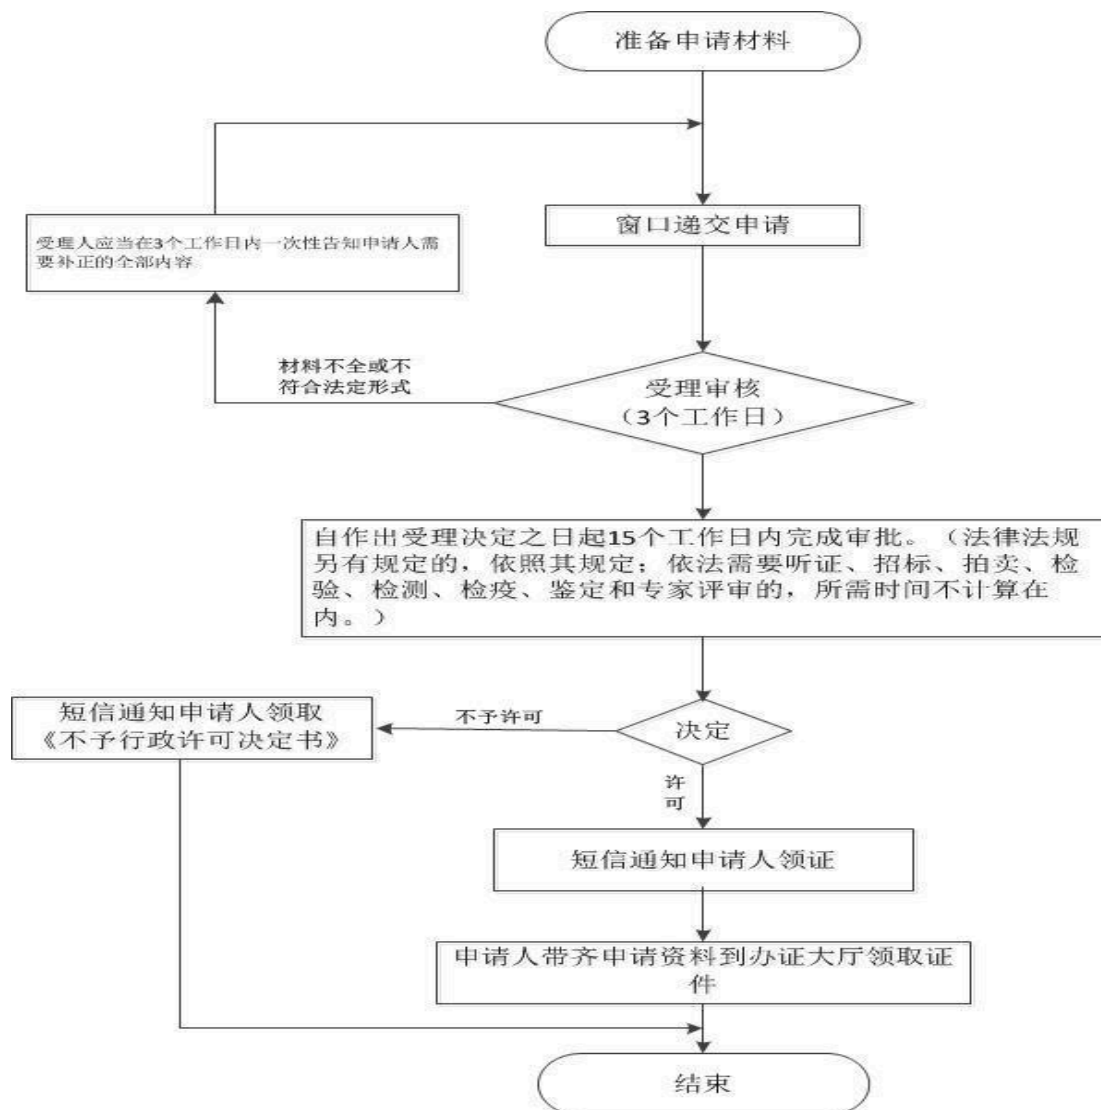 准备申请材料
窗口递交申请
受理人应当在3个工作日内一次性告知申请人需
要补正的全部内容
材料不全或不
符合法定形式
受理审核
（3个工作日）
自作出受理决定之日起15个工作日内完成审批。（法律法规
另有规定的，依照其规定；依法需要听证、招标、拍卖、检
验、检测、检疫、鉴定和专家评审的，所需时间不计算在
内。）
短信通知申请人领取
《不予行政许可决定书》
不予许可
决定
许
可
短信通知申请人领证
申请人带齐申请资料到办证大厅领取证
件
结束